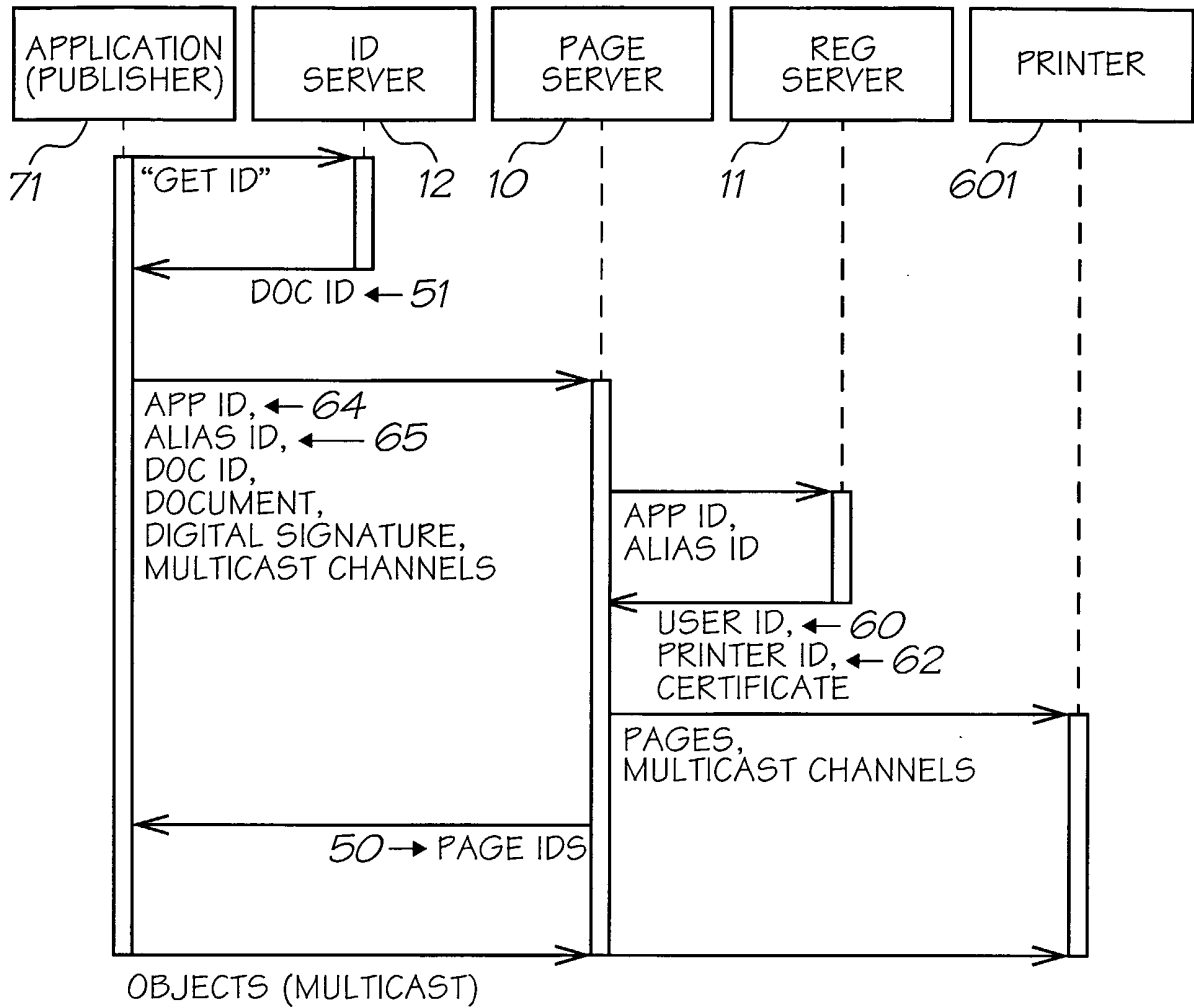 APPLICATION
(PUBLISHER)
ID
SERVER
PAGE
SERVER
REG
SERVER
PRINTER
71
12
10
11
601
"GET ID"
DOC ID 51
APP ID, 64
ALIAS ID, 65
DOC ID,
DOCUMENT,
DIGITAL SIGNATURE,
MULTICAST CHANNELS
APP ID,
ALIAS ID
USER ID, 60
PRINTER ID, 62
CERTIFICATE
PAGES,
MULTICAST CHANNELS
50 PAGE IDS
OBJECTS (MULTICAST)